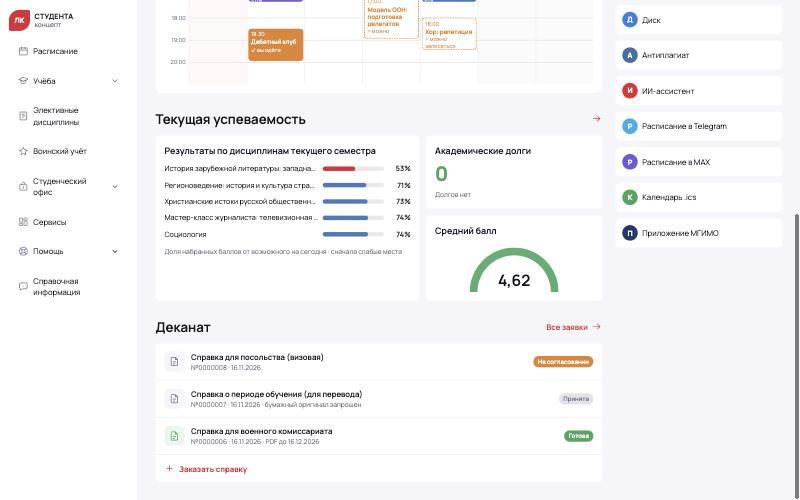 ЛК
СТУДЕНТА
концепт
Расписание
Учёба
Элективные
дисциплины
Воинский учёт
Студенческий
офис
Сервисы
Помощь
Справочная
информация
18:00
19:00
20:00
18:30
Дебатный клуб
✓ вы идёте
17:00
Модель ООН:
подготовка
делегатов
+ можно
18:00
Хор: репетиция
+ можно
записаться
Текущая успеваемость →
Результаты по дисциплинам текущего семестра
История зарубежной литературы: западна... 53%
Регионоведение: история и культура стра... 71%
Христианские истоки русской общественн... 73%
Мастер-класс журналиста: телевизионная ... 74%
Социология 74%
Доля набранных баллов от возможного на сегодня · сначала слабые места
Академические долги
0
Долгов нет
Средний балл
4,62
Деканат
Все заявки →
Справка для посольства (визовая)
№0000008 · 16.11.2026
На согласовании
Справка о периоде обучения (для перевода)
№0000007 · 16.11.2026 · бумажный оригинал запрошен
Принята
Справка для военного комиссариата
№0000006 · 16.11.2026 · PDF до 16.12.2026
Готова
+ Заказать справку
Д Диск
А Антиплагиат
И ИИ-ассистент
Р Расписание в Telegram
Р Расписание в MAX
К Календарь .ics
П Приложение МГИМО